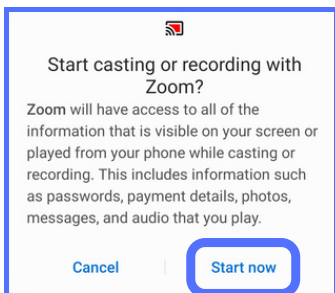 Start casting or recording with
Zoom?
Zoom will have access to all of the
information that is visible on your screen or
played from your phone while casting or
recording. This includes information such
as passwords, payment details, photos,
messages, and audio that you play.
Cancel
Start now